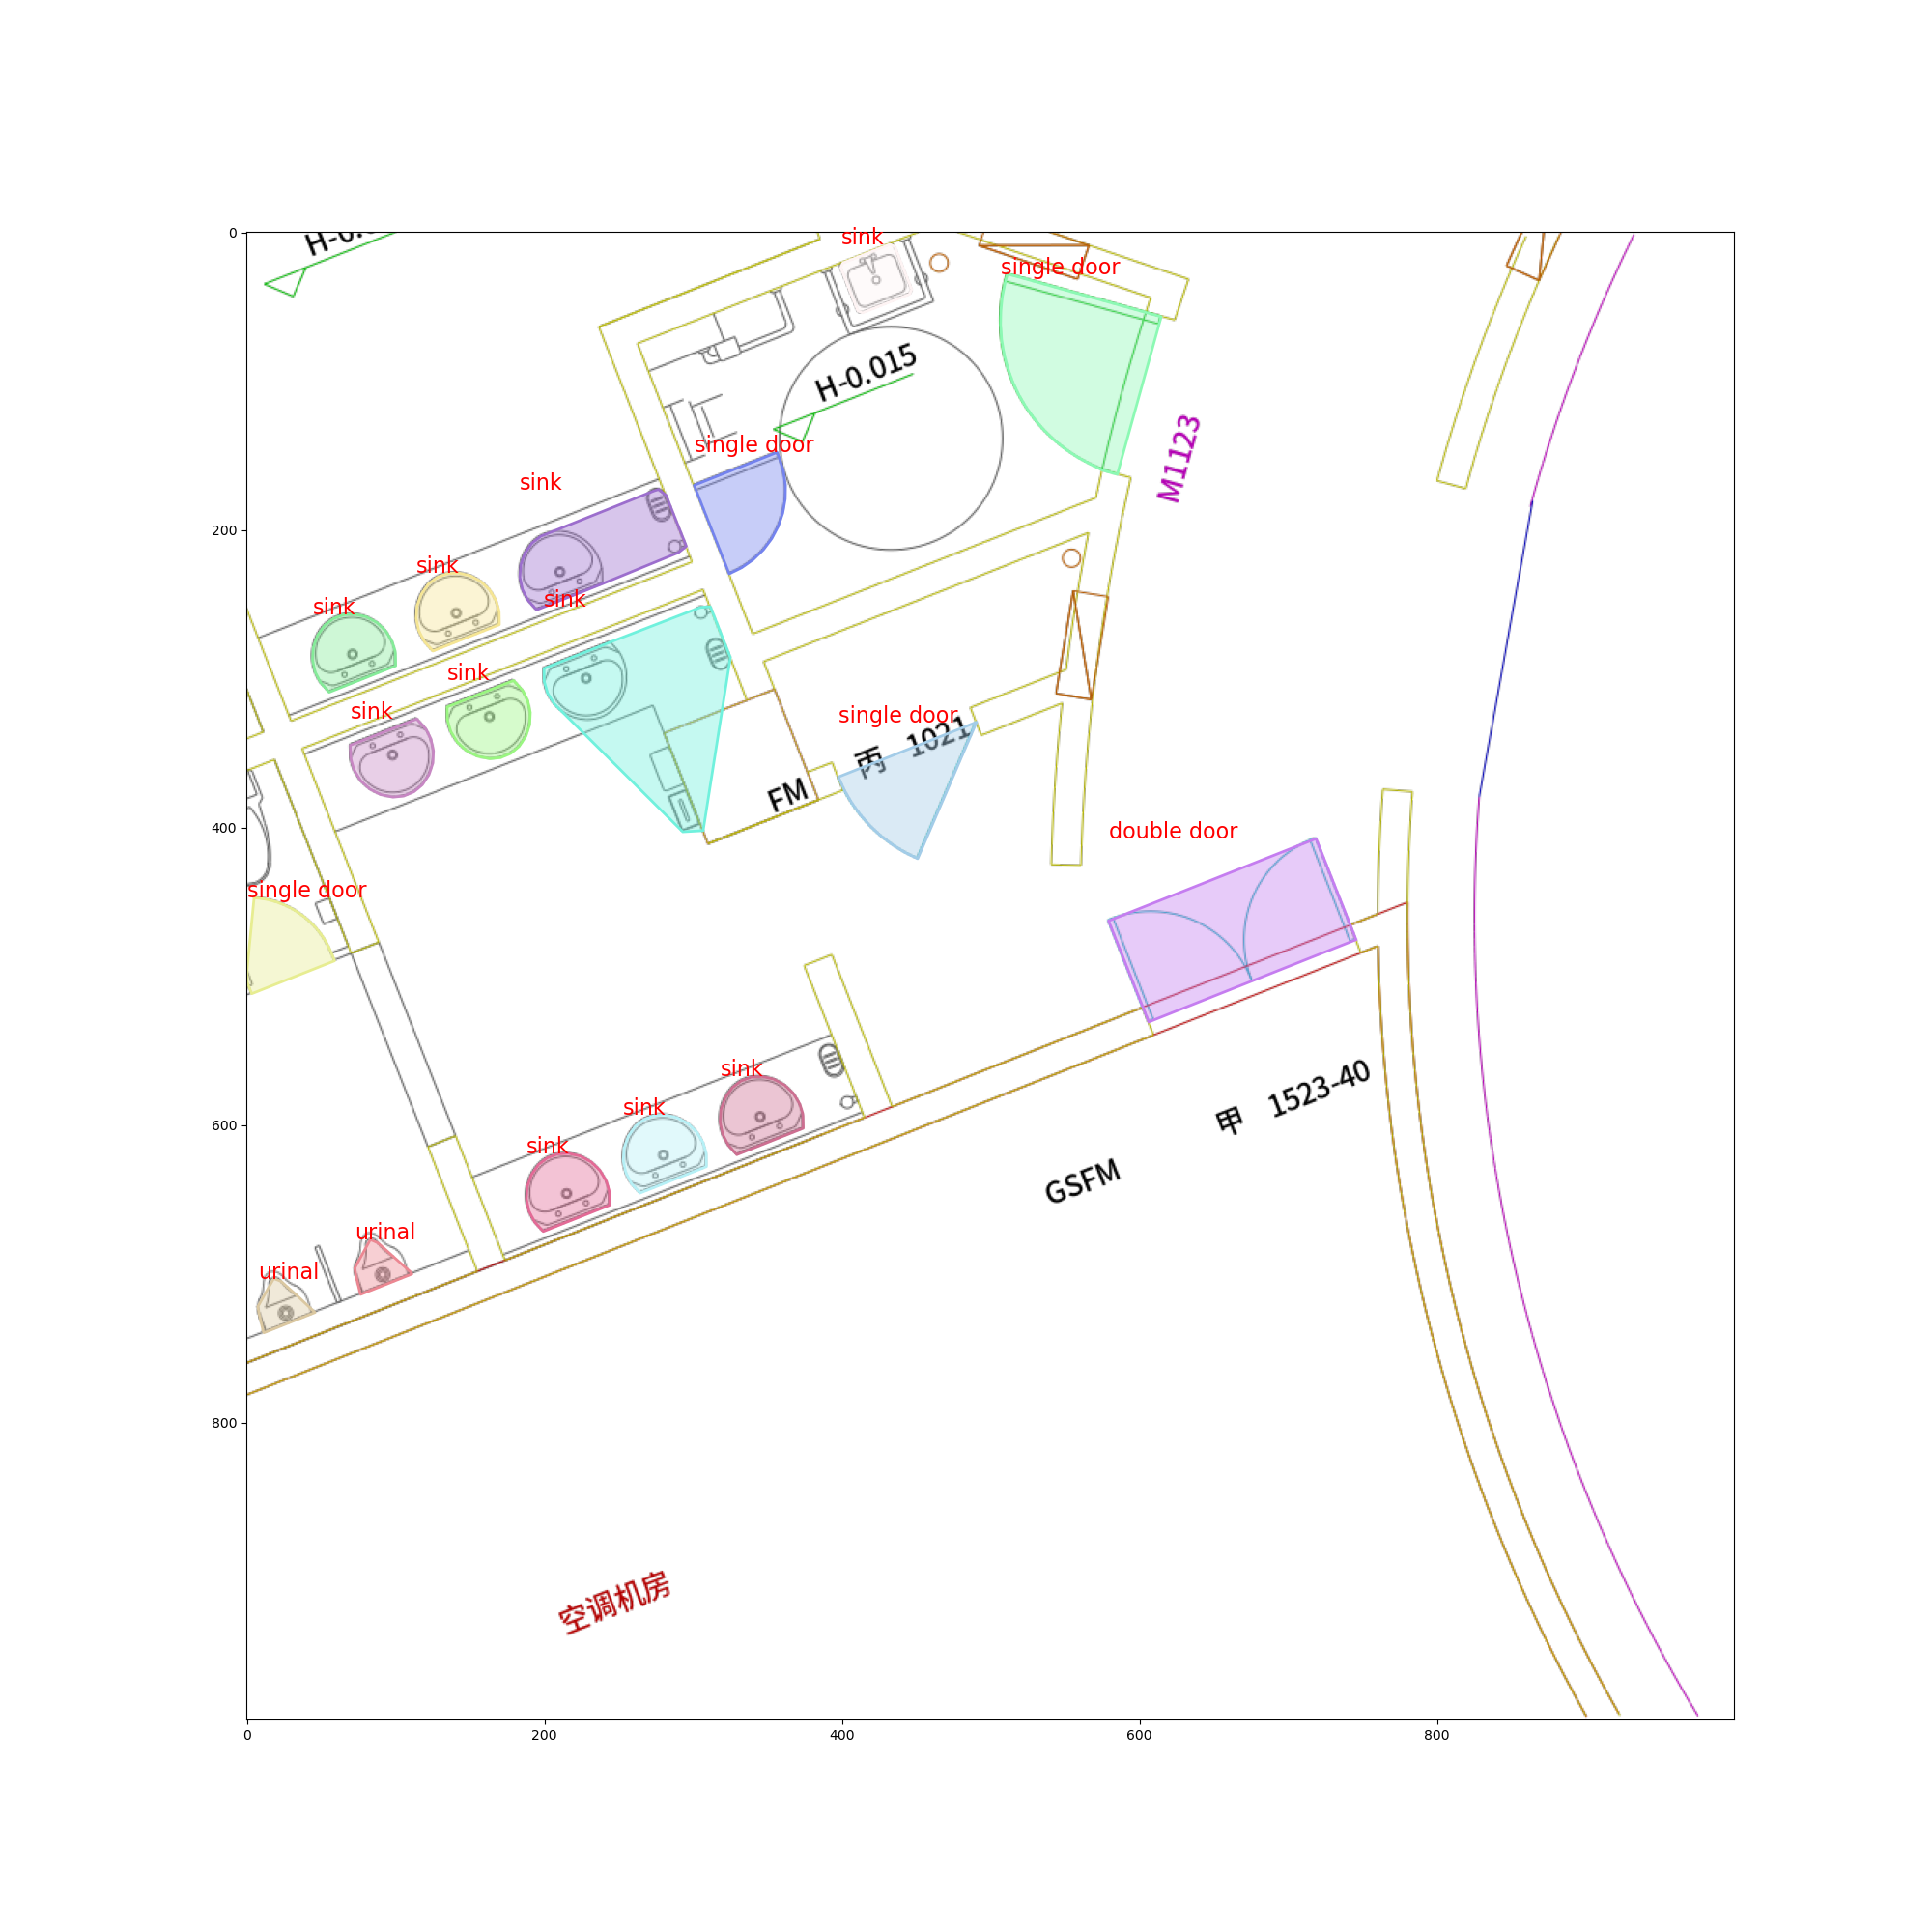 0
H-0.
sink
single door
H-0.015
single door
M1123
sink
200
sink
sink
sink
sink
sink
single door
丙 1021
FM
400
double door
single door
sink
甲 1523-40
600
sink
sink
GSFM
urinal
urinal
800
空调机房
0
200
400
600
800